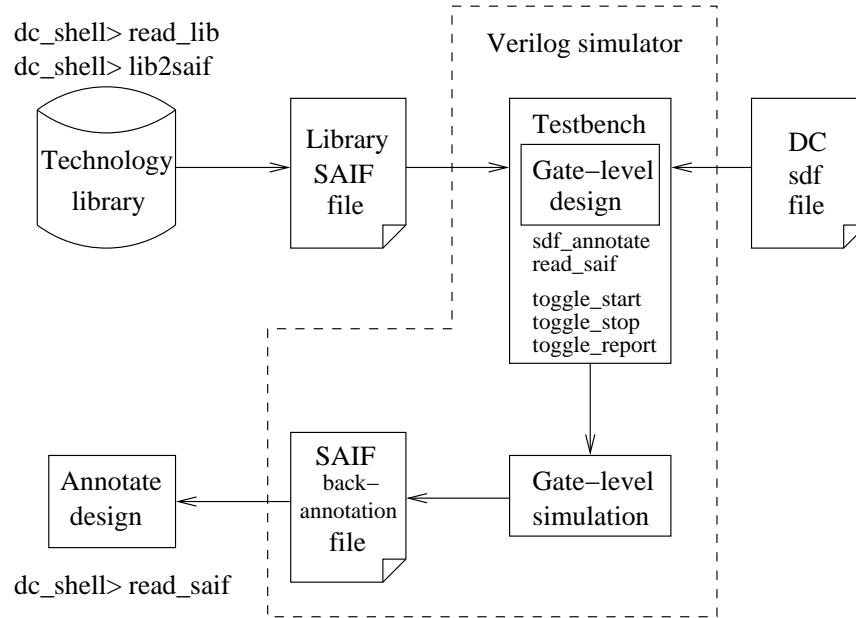 dc_shell> read_lib
dc_shell> lib2saif
Verilog simulator
Technology
library
Library
SAIF
file
Testbench
Gate−level
design
sdf_annotate
read_saif
toggle_start
toggle_stop
toggle_report
DC
sdf
file
Annotate
design
SAIF
back−
annotation
file
Gate−level
simulation
dc_shell> read_saif